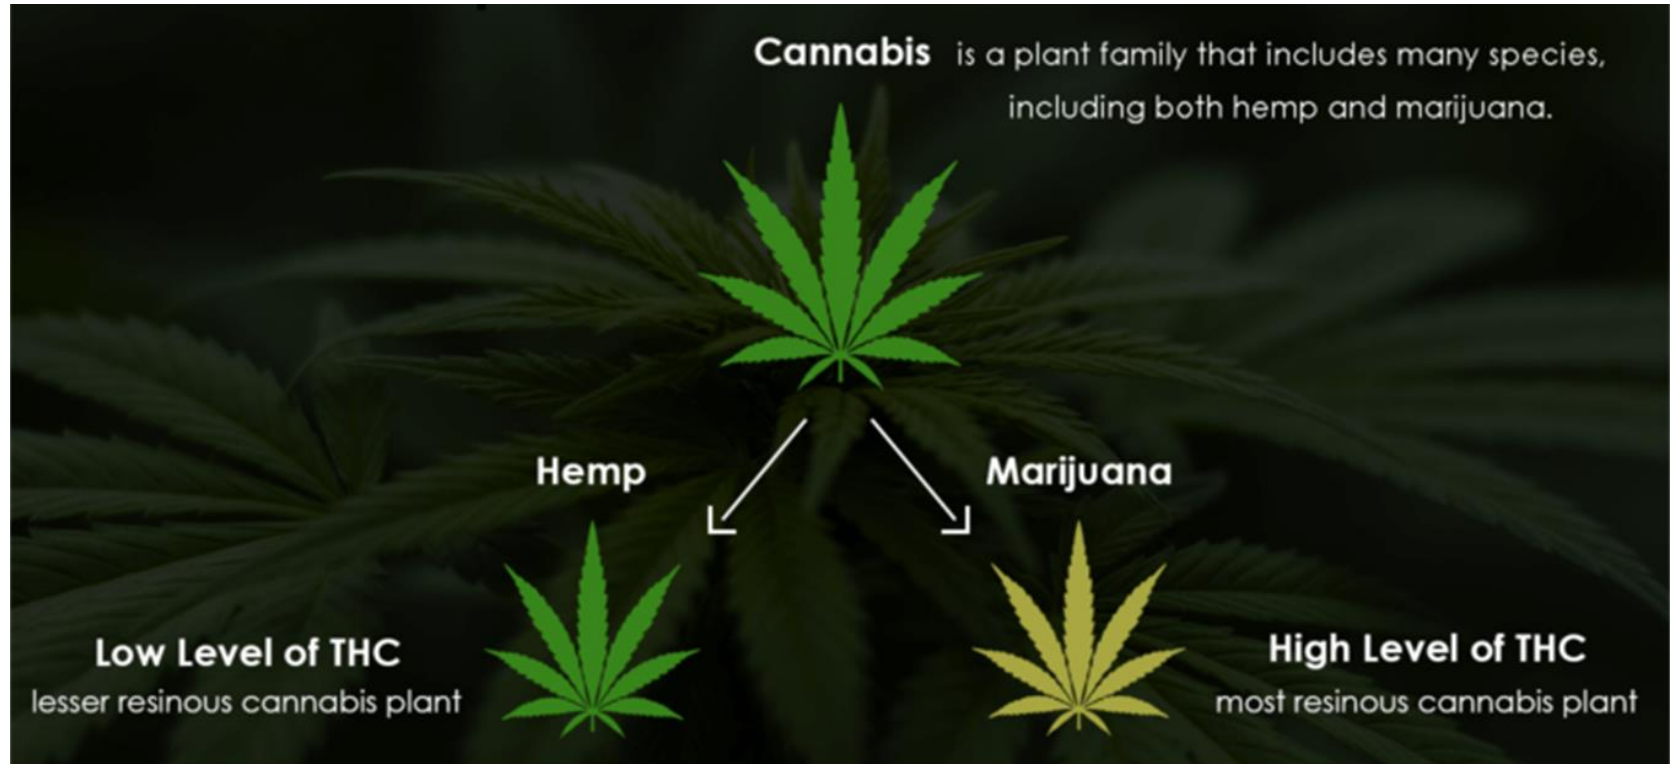 Cannabis is a plant family that includes many species,
including both hemp and marijuana.
Hemp
Marijuana
Low Level of THC
lesser resinous cannabis plant
High Level of THC
most resinous cannabis plant